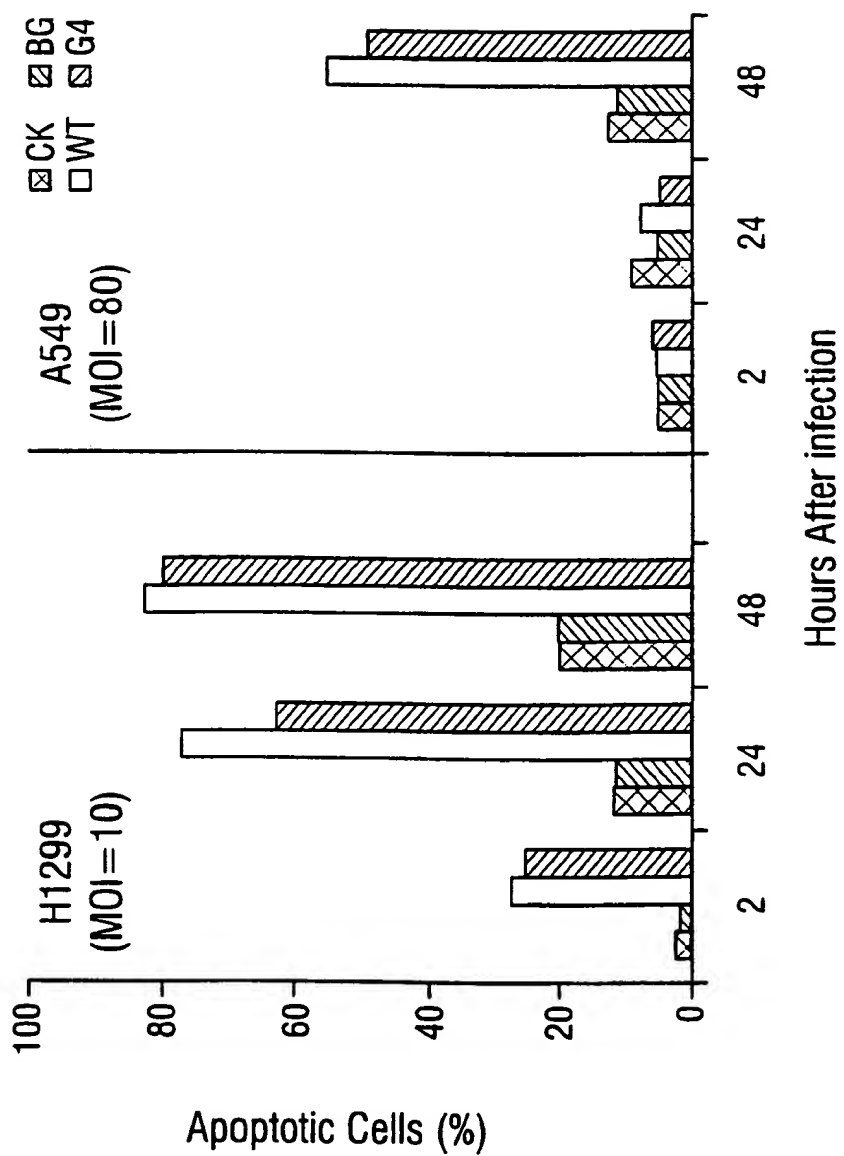 CK BG
WT G4
H1299
(MOI=10)
A549
(MOI=80)
100
80
60
40
20
0
Apoptotic Cells (%)
2 24 48 2 24 48
Hours After infection